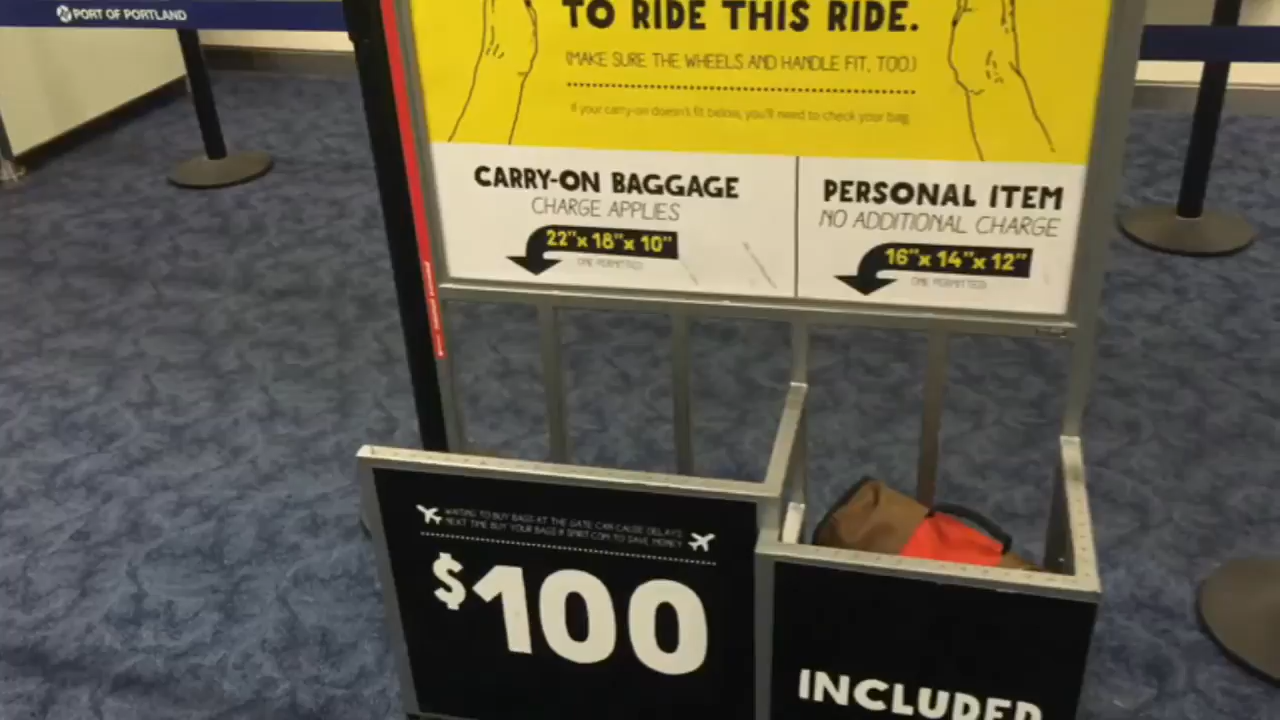 PORT OF PORTLAND
TO RIDE THIS RIDE.
(MAKE SURE THE WHEELS AND HANDLE FIT, TOO.)
If your carry-on doesn't fit below, you'll need to check your bag.
CARRY-ON BAGGAGE
CHARGE APPLIES
22"x 18"x 10"
ONE PERMITTED
PERSONAL ITEM
NO ADDITIONAL CHARGE
16"x 14"x 12"
ONE PERMITTED
WAITING TO BUY BAGS AT THE GATE CAN CAUSE DELAYS
NEXT TIME BUY YOUR BAGS @ SPIRIT.COM TO SAVE MONEY
$100
INCLUDED